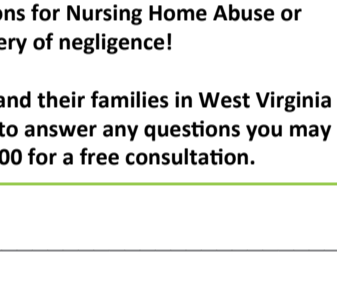 ons for Nursing Home Abuse or
ery of negligence!
and their families in West Virginia
to answer any questions you may
00 for a free consultation.